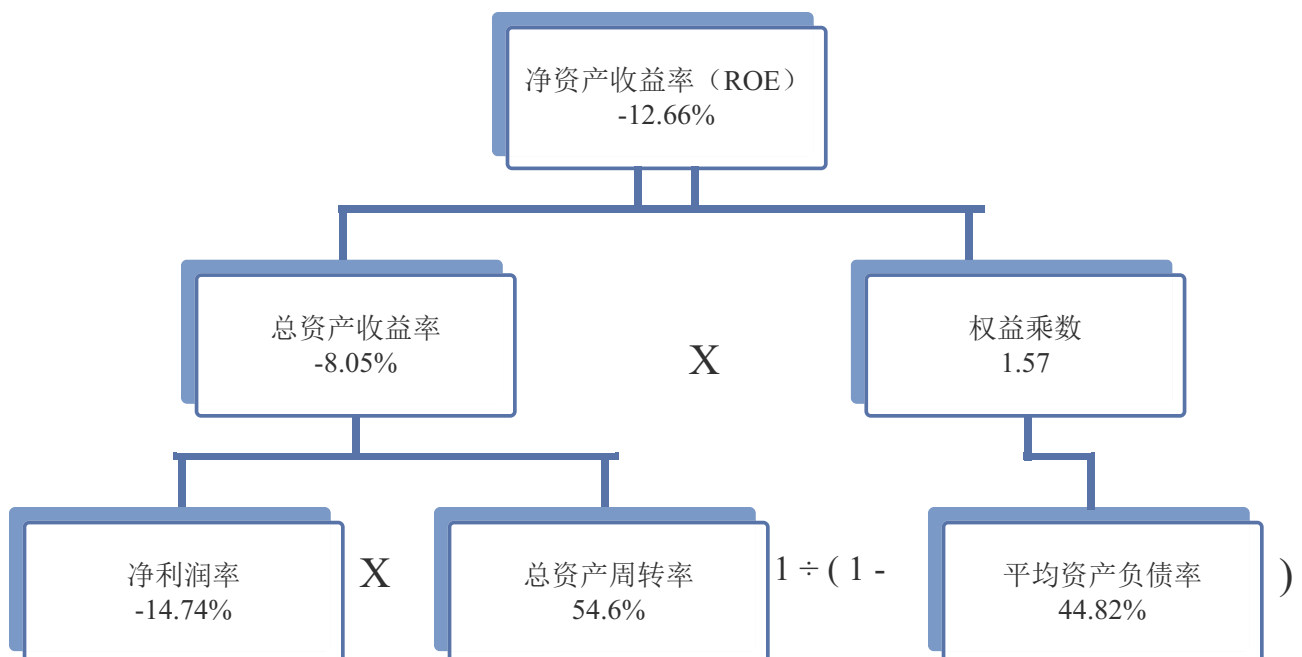 净资产收益率（ROE）
-12.66%
总资产收益率
-8.05%
X
权益乘数
1.57
净利润率
-14.74%
X
总资产周转率
54.6%
1 ÷ ( 1 -
平均资产负债率
44.82%
)